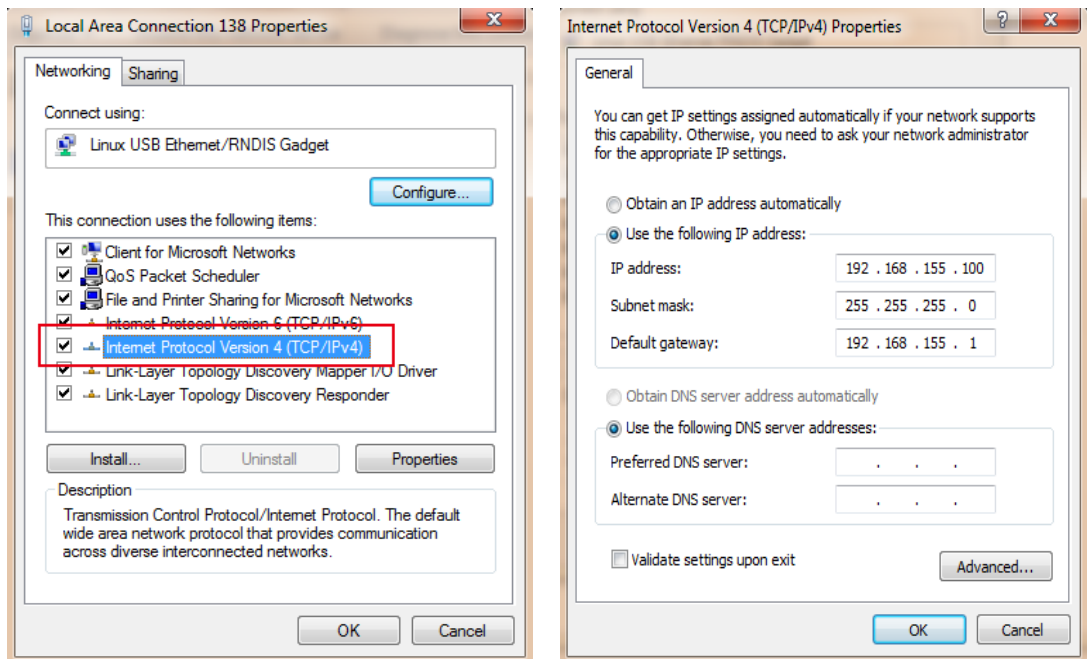 Local Area Connection 138 Properties
Networking
Sharing
Connect using:
Linux USB Ethernet/RNDIS Gadget
Configure...
This connection uses the following items:
Client for Microsoft Networks
QoS Packet Scheduler
File and Printer Sharing for Microsoft Networks
Internet Protocol Version 6 (TCP/IPv6)
Internet Protocol Version 4 (TCP/IPv4)
Link-Layer Topology Discovery Mapper I/O Driver
Link-Layer Topology Discovery Responder
Install...
Uninstall
Properties
Description
Transmission Control Protocol/Internet Protocol. The default
wide area network protocol that provides communication
across diverse interconnected networks.
OK
Cancel
Internet Protocol Version 4 (TCP/IPv4) Properties
General
You can get IP settings assigned automatically if your network supports
this capability. Otherwise, you need to ask your network administrator
for the appropriate IP settings.
Obtain an IP address automatically
Use the following IP address:
IP address: 192 . 168 . 155 . 100
Subnet mask: 255 . 255 . 255 . 0
Default gateway: 192 . 168 . 155 . 1
Obtain DNS server address automatically
Use the following DNS server addresses:
Preferred DNS server: . . .
Alternate DNS server: . . .
Validate settings upon exit
Advanced...
OK
Cancel